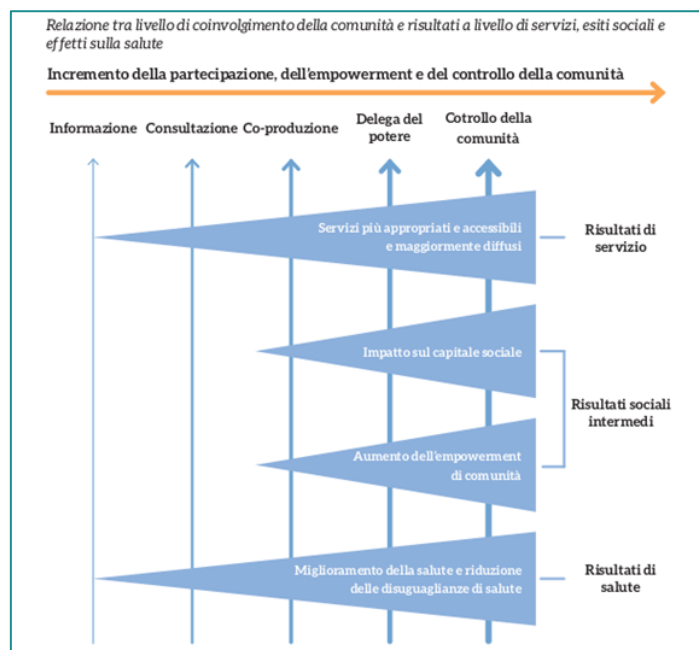 Relazione tra livello di coinvolgimento della comunità e risultati a livello di servizi, esiti sociali e
effetti sulla salute
Incremento della partecipazione, dell'empowerment e del controllo della comunità
Informazione
Consultazione
Co-produzione
Delega del
potere
Cotrollo della
comunità
Servizi più appropriati e accessibili
e maggiormente diffusi
Risultati di
servizio
Impatto sul capitale sociale
Risultati sociali
intermedi
Aumento dell'empowerment
di comunità
Miglioramento della salute e riduzione
delle disuguaglianze di salute
Risultati di
salute